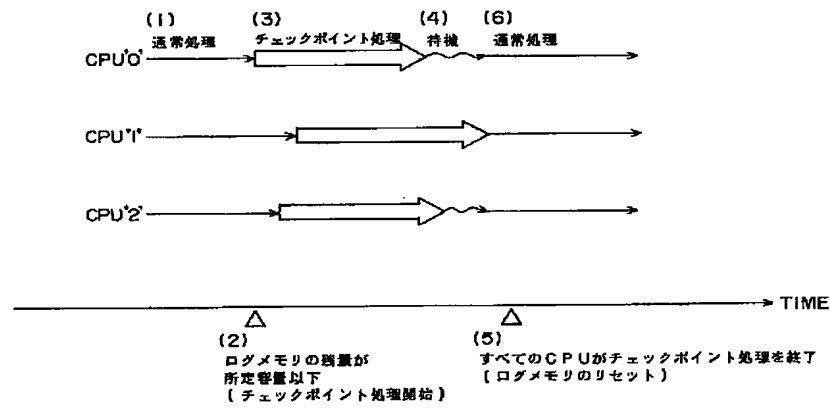 (1) (3) (4) (6)
通常処理 チェックポイント処理 待機 通常処理
CPU"0"
CPU"1"
CPU"2"
TIME
(2) (5)
ログメモリの残量が すべてのCPUがチェックポイント処理を終了
所定容量以下 (ログメモリのリセット)
(チェックポイント処理開始)